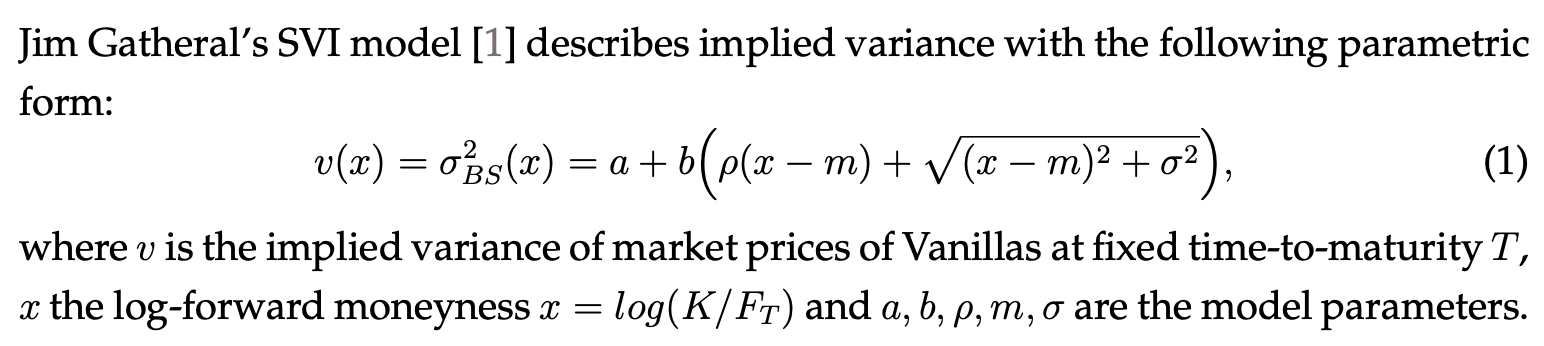 Jim Gatheral's SVI model [1] describes implied variance with the following parametric
form:
v(x) = σ²_BS(x) = a + b(ρ(x − m) + √((x − m)² + σ²)), (1)
where v is the implied variance of market prices of Vanillas at fixed time-to-maturity T,
x the log-forward moneyness x = log(K/F_T) and a, b, ρ, m, σ are the model parameters.